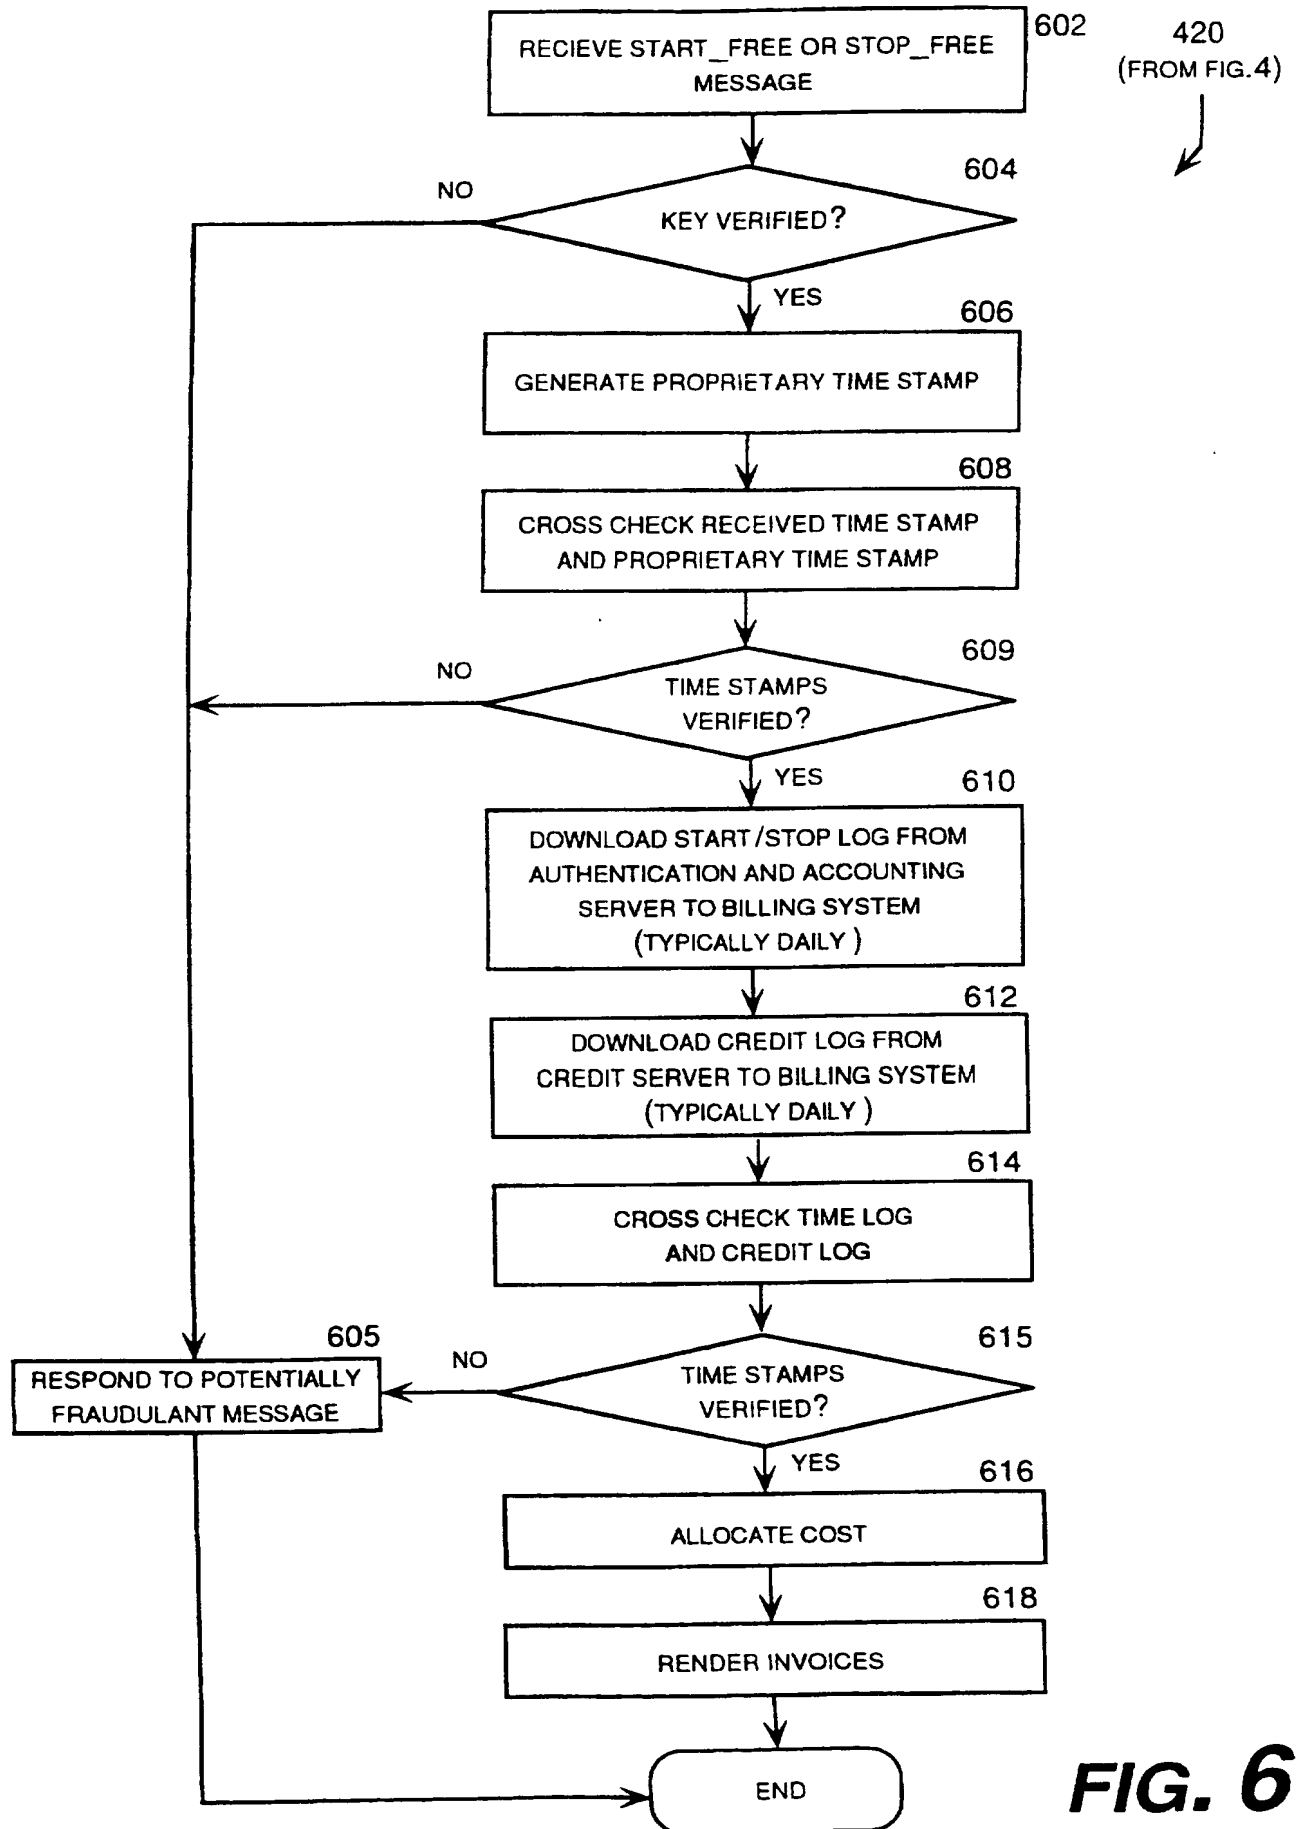 RECIEVE START_FREE OR STOP_FREE
MESSAGE
602
420
(FROM FIG.4)
604
NO
KEY VERIFIED?
YES
606
GENERATE PROPRIETARY TIME STAMP
608
CROSS CHECK RECEIVED TIME STAMP
AND PROPRIETARY TIME STAMP
609
NO
TIME STAMPS
VERIFIED?
YES
610
DOWNLOAD START/STOP LOG FROM
AUTHENTICATION AND ACCOUNTING
SERVER TO BILLING SYSTEM
(TYPICALLY DAILY )
612
DOWNLOAD CREDIT LOG FROM
CREDIT SERVER TO BILLING SYSTEM
(TYPICALLY DAILY )
614
CROSS CHECK TIME LOG
AND CREDIT LOG
605
615
NO
RESPOND TO POTENTIALLY
FRAUDULANT MESSAGE
TIME STAMPS
VERIFIED?
YES
616
ALLOCATE COST
618
RENDER INVOICES
END
FIG. 6